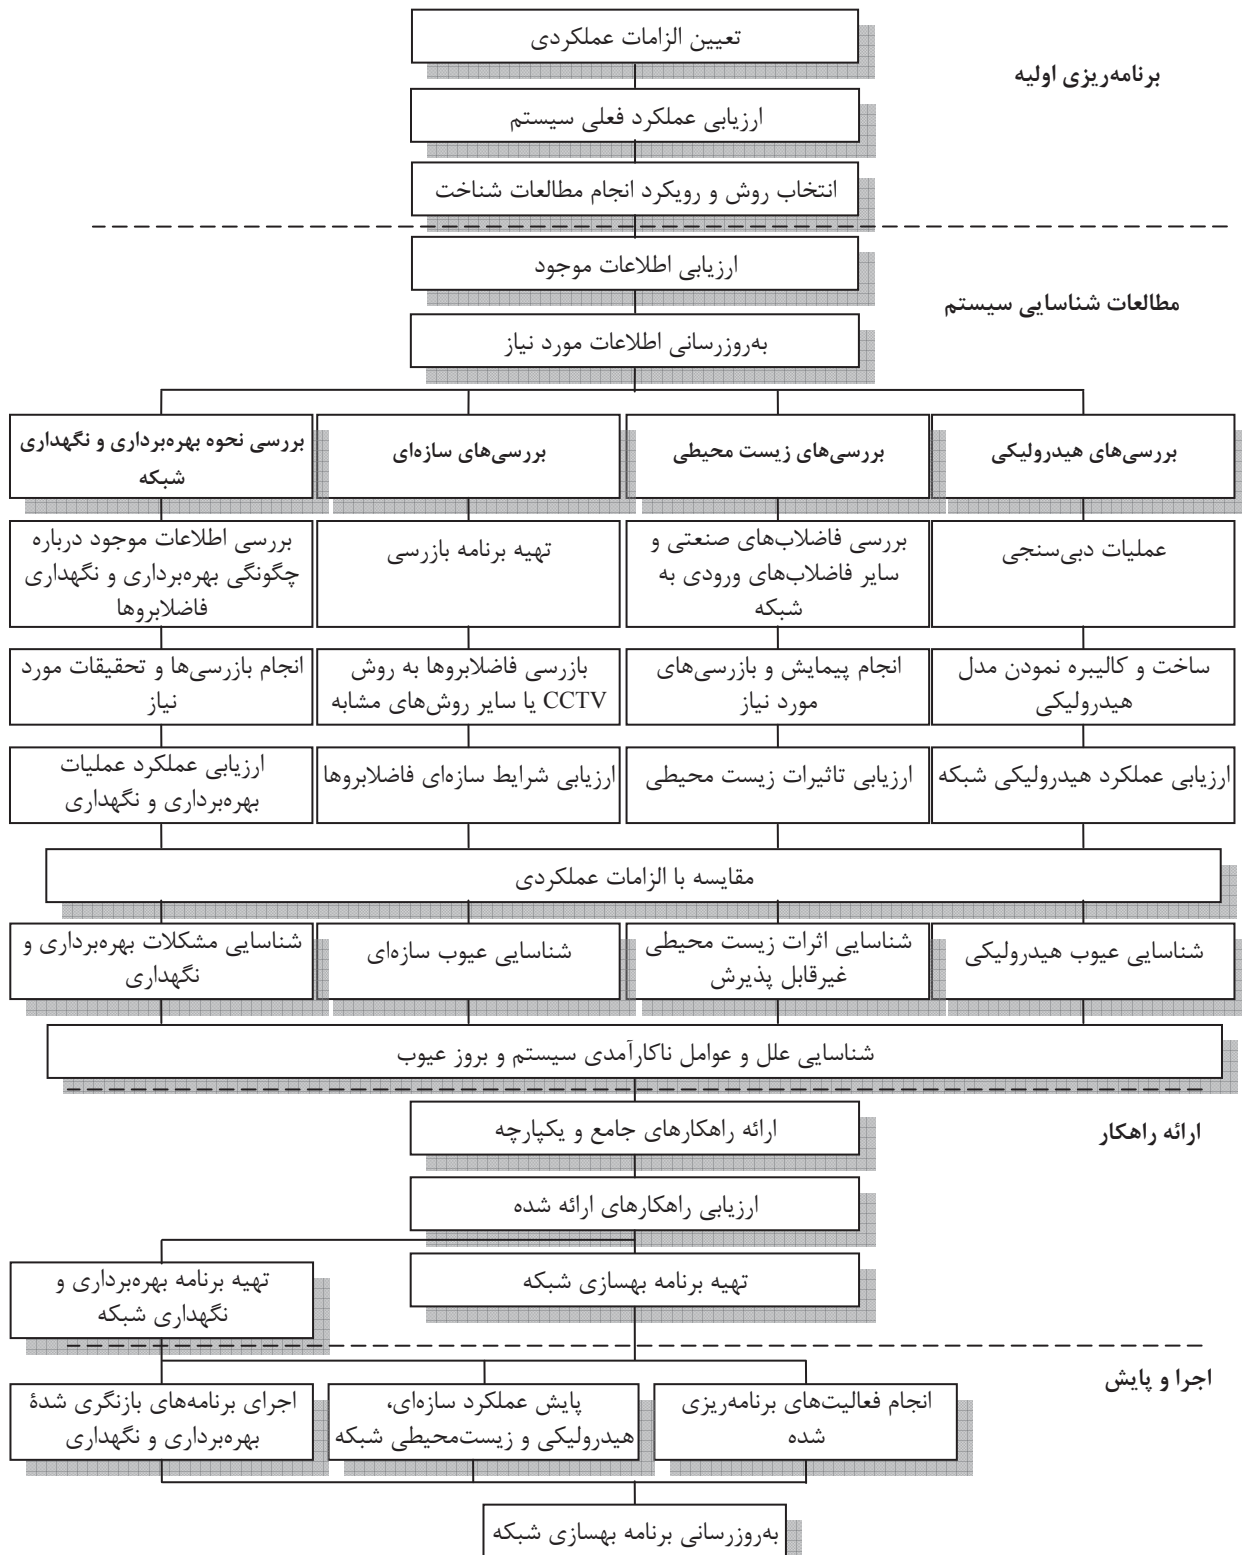 تعیین الزامات عملکردی
برنامه‌ریزی اولیه
ارزیابی عملکرد فعلی سیستم
انتخاب روش و رویکرد انجام مطالعات شناخت
ارزیابی اطلاعات موجود
مطالعات شناسایی سیستم
به‌روزرسانی اطلاعات مورد نیاز
بررسی‌های هیدرولیکی
بررسی‌های زیست محیطی
بررسی‌های سازه‌ای
بررسی نحوه بهره‌برداری و نگهداری
شبکه
عملیات دبی‌سنجی
بررسی فاضلاب‌های صنعتی و
سایر فاضلاب‌های ورودی به
شبکه
تهیه برنامه بازرسی
بررسی اطلاعات موجود درباره
چگونگی بهره‌برداری و نگهداری
فاضلابروها
ساخت و کالیبره نمودن مدل
هیدرولیکی
انجام پیمایش و بازرسی‌های
مورد نیاز
بازرسی فاضلابروها به روش
CCTV یا سایر روش‌های مشابه
انجام بازرسی‌ها و تحقیقات مورد
نیاز
ارزیابی عملکرد هیدرولیکی شبکه
ارزیابی تاثیرات زیست محیطی
ارزیابی شرایط سازه‌ای فاضلابروها
ارزیابی عملکرد عملیات
بهره‌برداری و نگهداری
مقایسه با الزامات عملکردی
شناسایی عیوب هیدرولیکی
شناسایی اثرات زیست محیطی
غیرقابل پذیرش
شناسایی عیوب سازه‌ای
شناسایی مشکلات بهره‌برداری و
نگهداری
شناسایی علل و عوامل ناکارآمدی سیستم و بروز عیوب
ارائه راهکار
ارائه راهکارهای جامع و یکپارچه
ارزیابی راهکارهای ارائه شده
تهیه برنامه بهسازی شبکه
تهیه برنامه بهره‌برداری و
نگهداری شبکه
اجرا و پایش
انجام فعالیت‌های برنامه‌ریزی
شده
پایش عملکرد سازه‌ای،
هیدرولیکی و زیست‌محیطی شبکه
اجرای برنامه‌های بازنگری شدهٔ
بهره‌برداری و نگهداری
به‌روزرسانی برنامه بهسازی شبکه